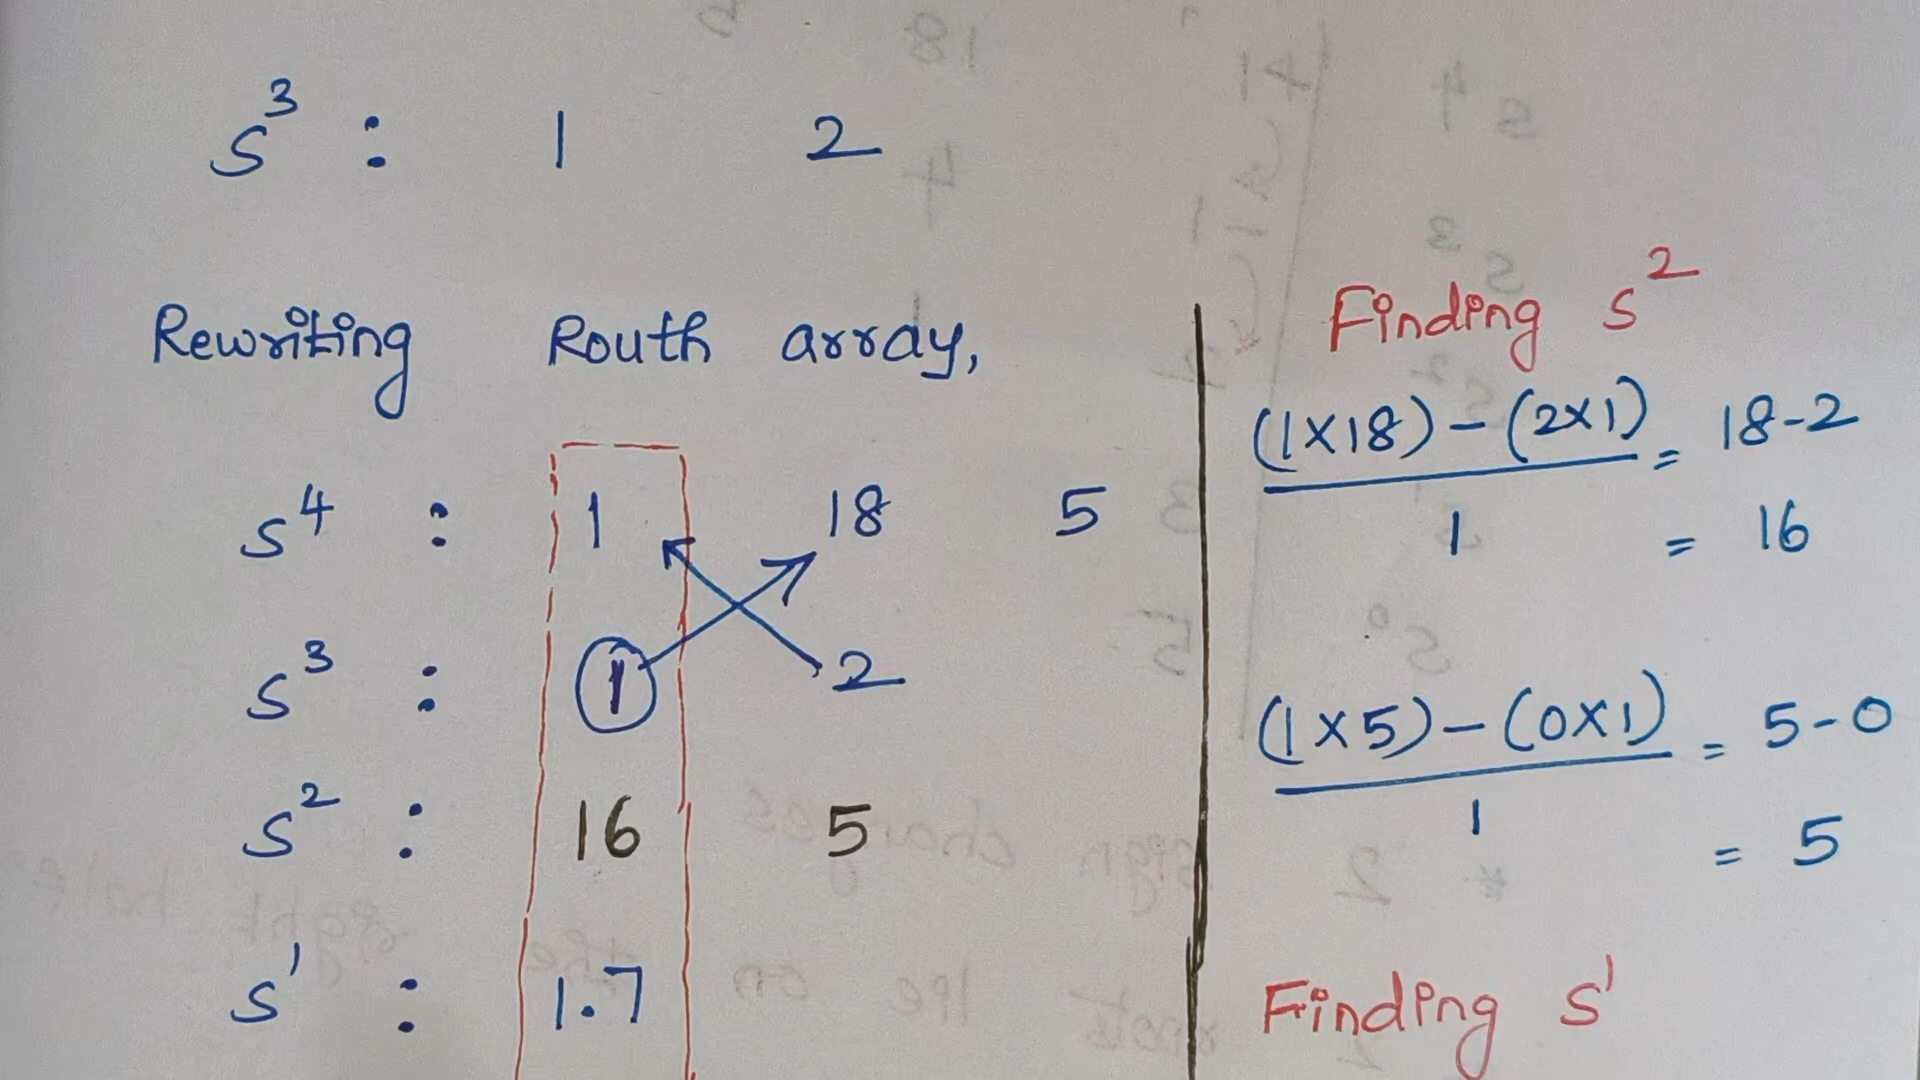 s³ : 1 2
Rewriting Routh array,
s⁴ : 1 18 5
s³ : 1 2
s² : 16 5
s¹ : 1.7
Finding s²
(1×18) - (2×1) = 18-2
1 = 16
(1×5) - (0×1) = 5-0
1 = 5
Finding s¹